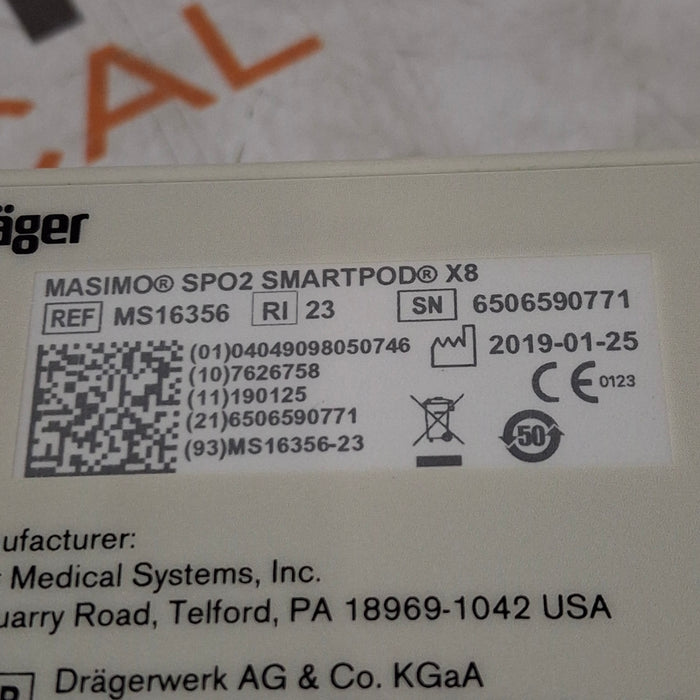 CAL
äger
MASIMO® SPO2 SMARTPOD® X8
REF MS16356 RI 23 SN 6506590771
(01)04049098050746 2019-01-25
(10)7626758
(11)190125 CE 0123
(21)6506590771 50
(93)MS16356-23
ufacturer:
Medical Systems, Inc.
uarry Road, Telford, PA 18969-1042 USA
Drägerwerk AG & Co. KGaA